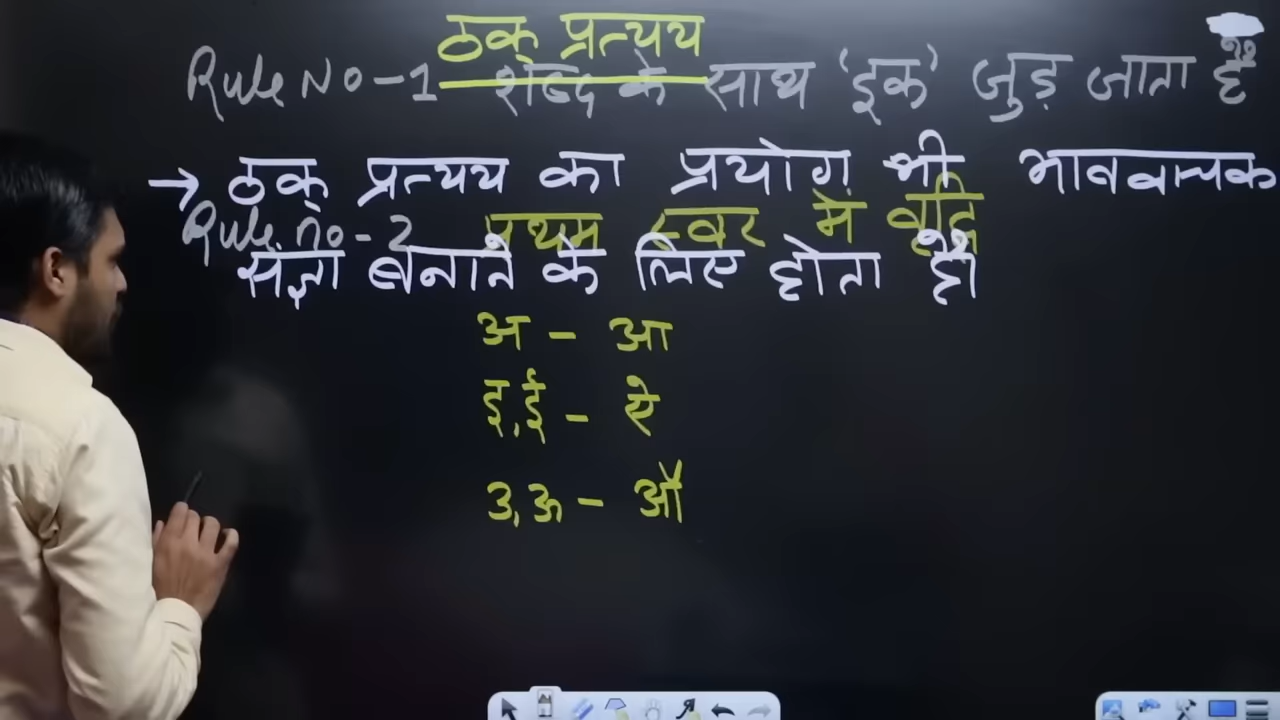 ठक् प्रत्यय
Rule No-1 शब्द के साथ 'इक' जुड़ जाता है
→ ठक् प्रत्यय का प्रयोग भी भाववाचक
Rule no-2 प्रथम स्वर में वृद्धि
संज्ञा बनाने के लिए होता है।
अ - आ
इ,ई - ऐ
उ,ऊ - औ